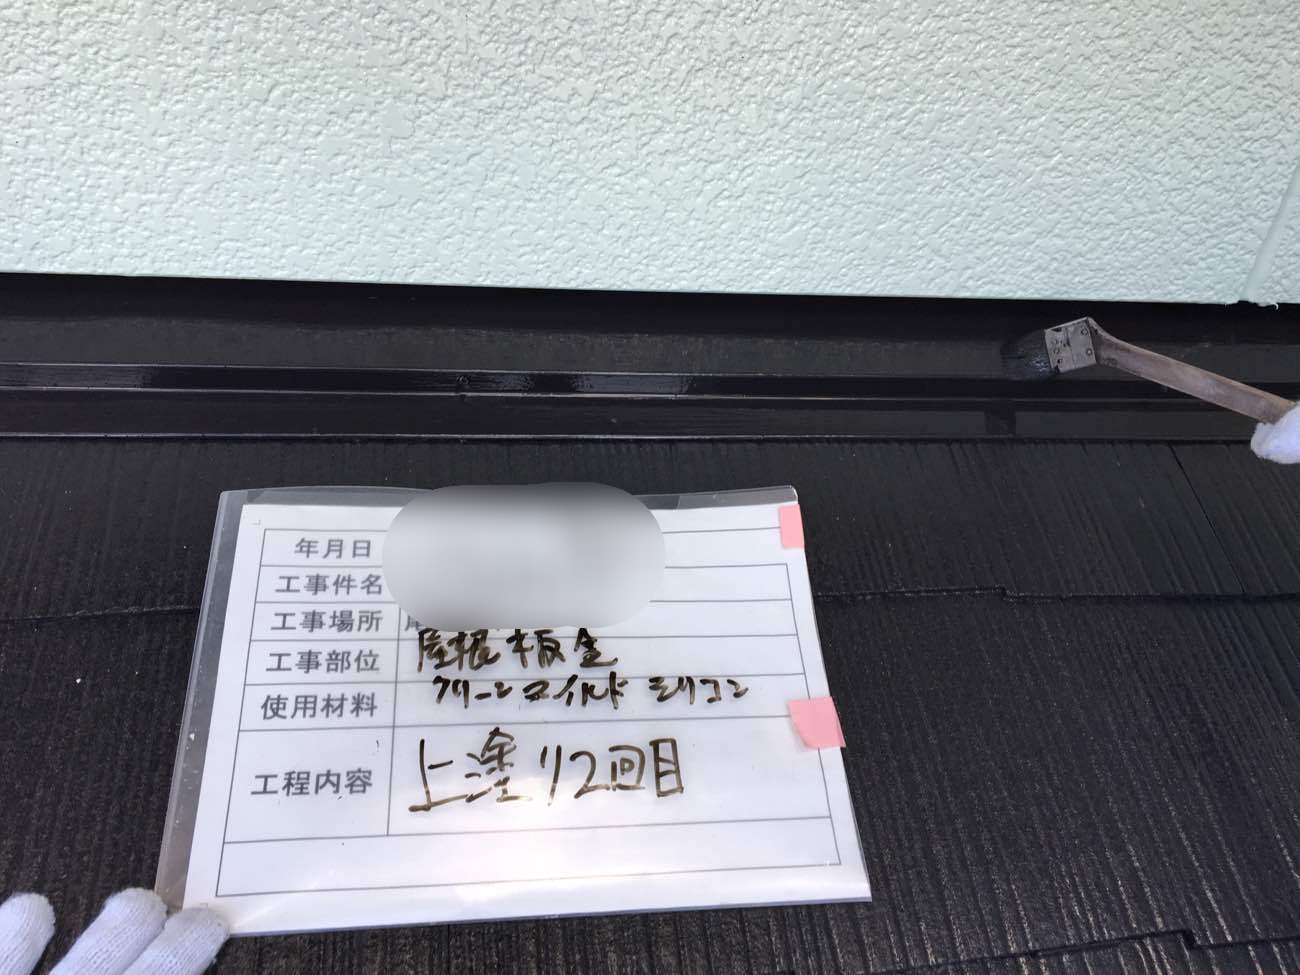 年月日
工事件名
工事場所
工事部位 屋根板金
使用材料 クリーンマイルドシリコン
工程内容 上塗り2回目